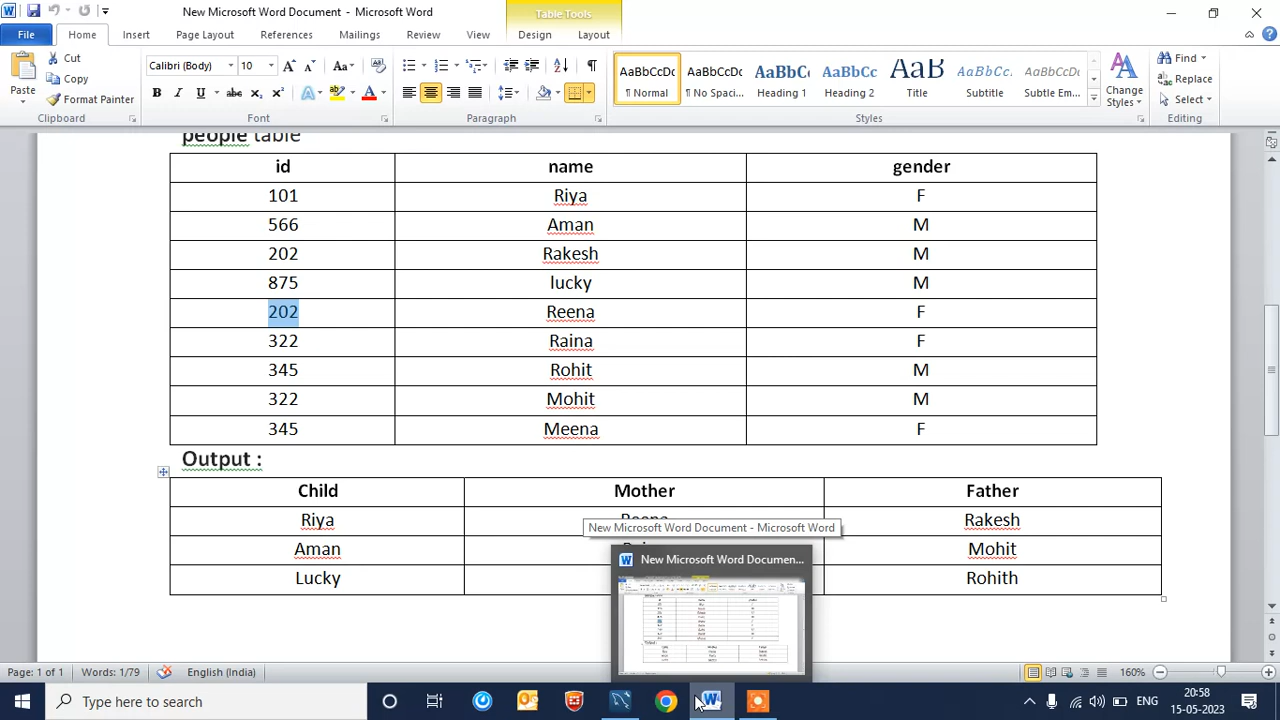 New Microsoft Word Document - Microsoft Word
Table Tools
File Home Insert Page Layout References Mailings Review View Design Layout
Paste
Cut
Copy
Format Painter
Clipboard
Calibri (Body) 10
Font
Paragraph
AaBbCcDc AaBbCcDc AaBbCc AaBbCc AaB AaBbCcDc AaBbCcDc
¶ Normal ¶ No Spaci... Heading 1 Heading 2 Title Subtitle Subtle Em...
Change Styles
Styles
Find
Replace
Select
Editing
people table
id name gender
101 Riya F
566 Aman M
202 Rakesh M
875 lucky M
202 Reena F
322 Raina F
345 Rohit M
322 Mohit M
345 Meena F
Output :
Child Mother Father
Riya Reena Rakesh
Aman Mohit
Lucky Rohith
New Microsoft Word Document - Microsoft Word
New Microsoft Word Documen...
Page: 1 of 1 Words: 1/79 English (India) 160%
Type here to search
ENG
20:58
15-05-2023